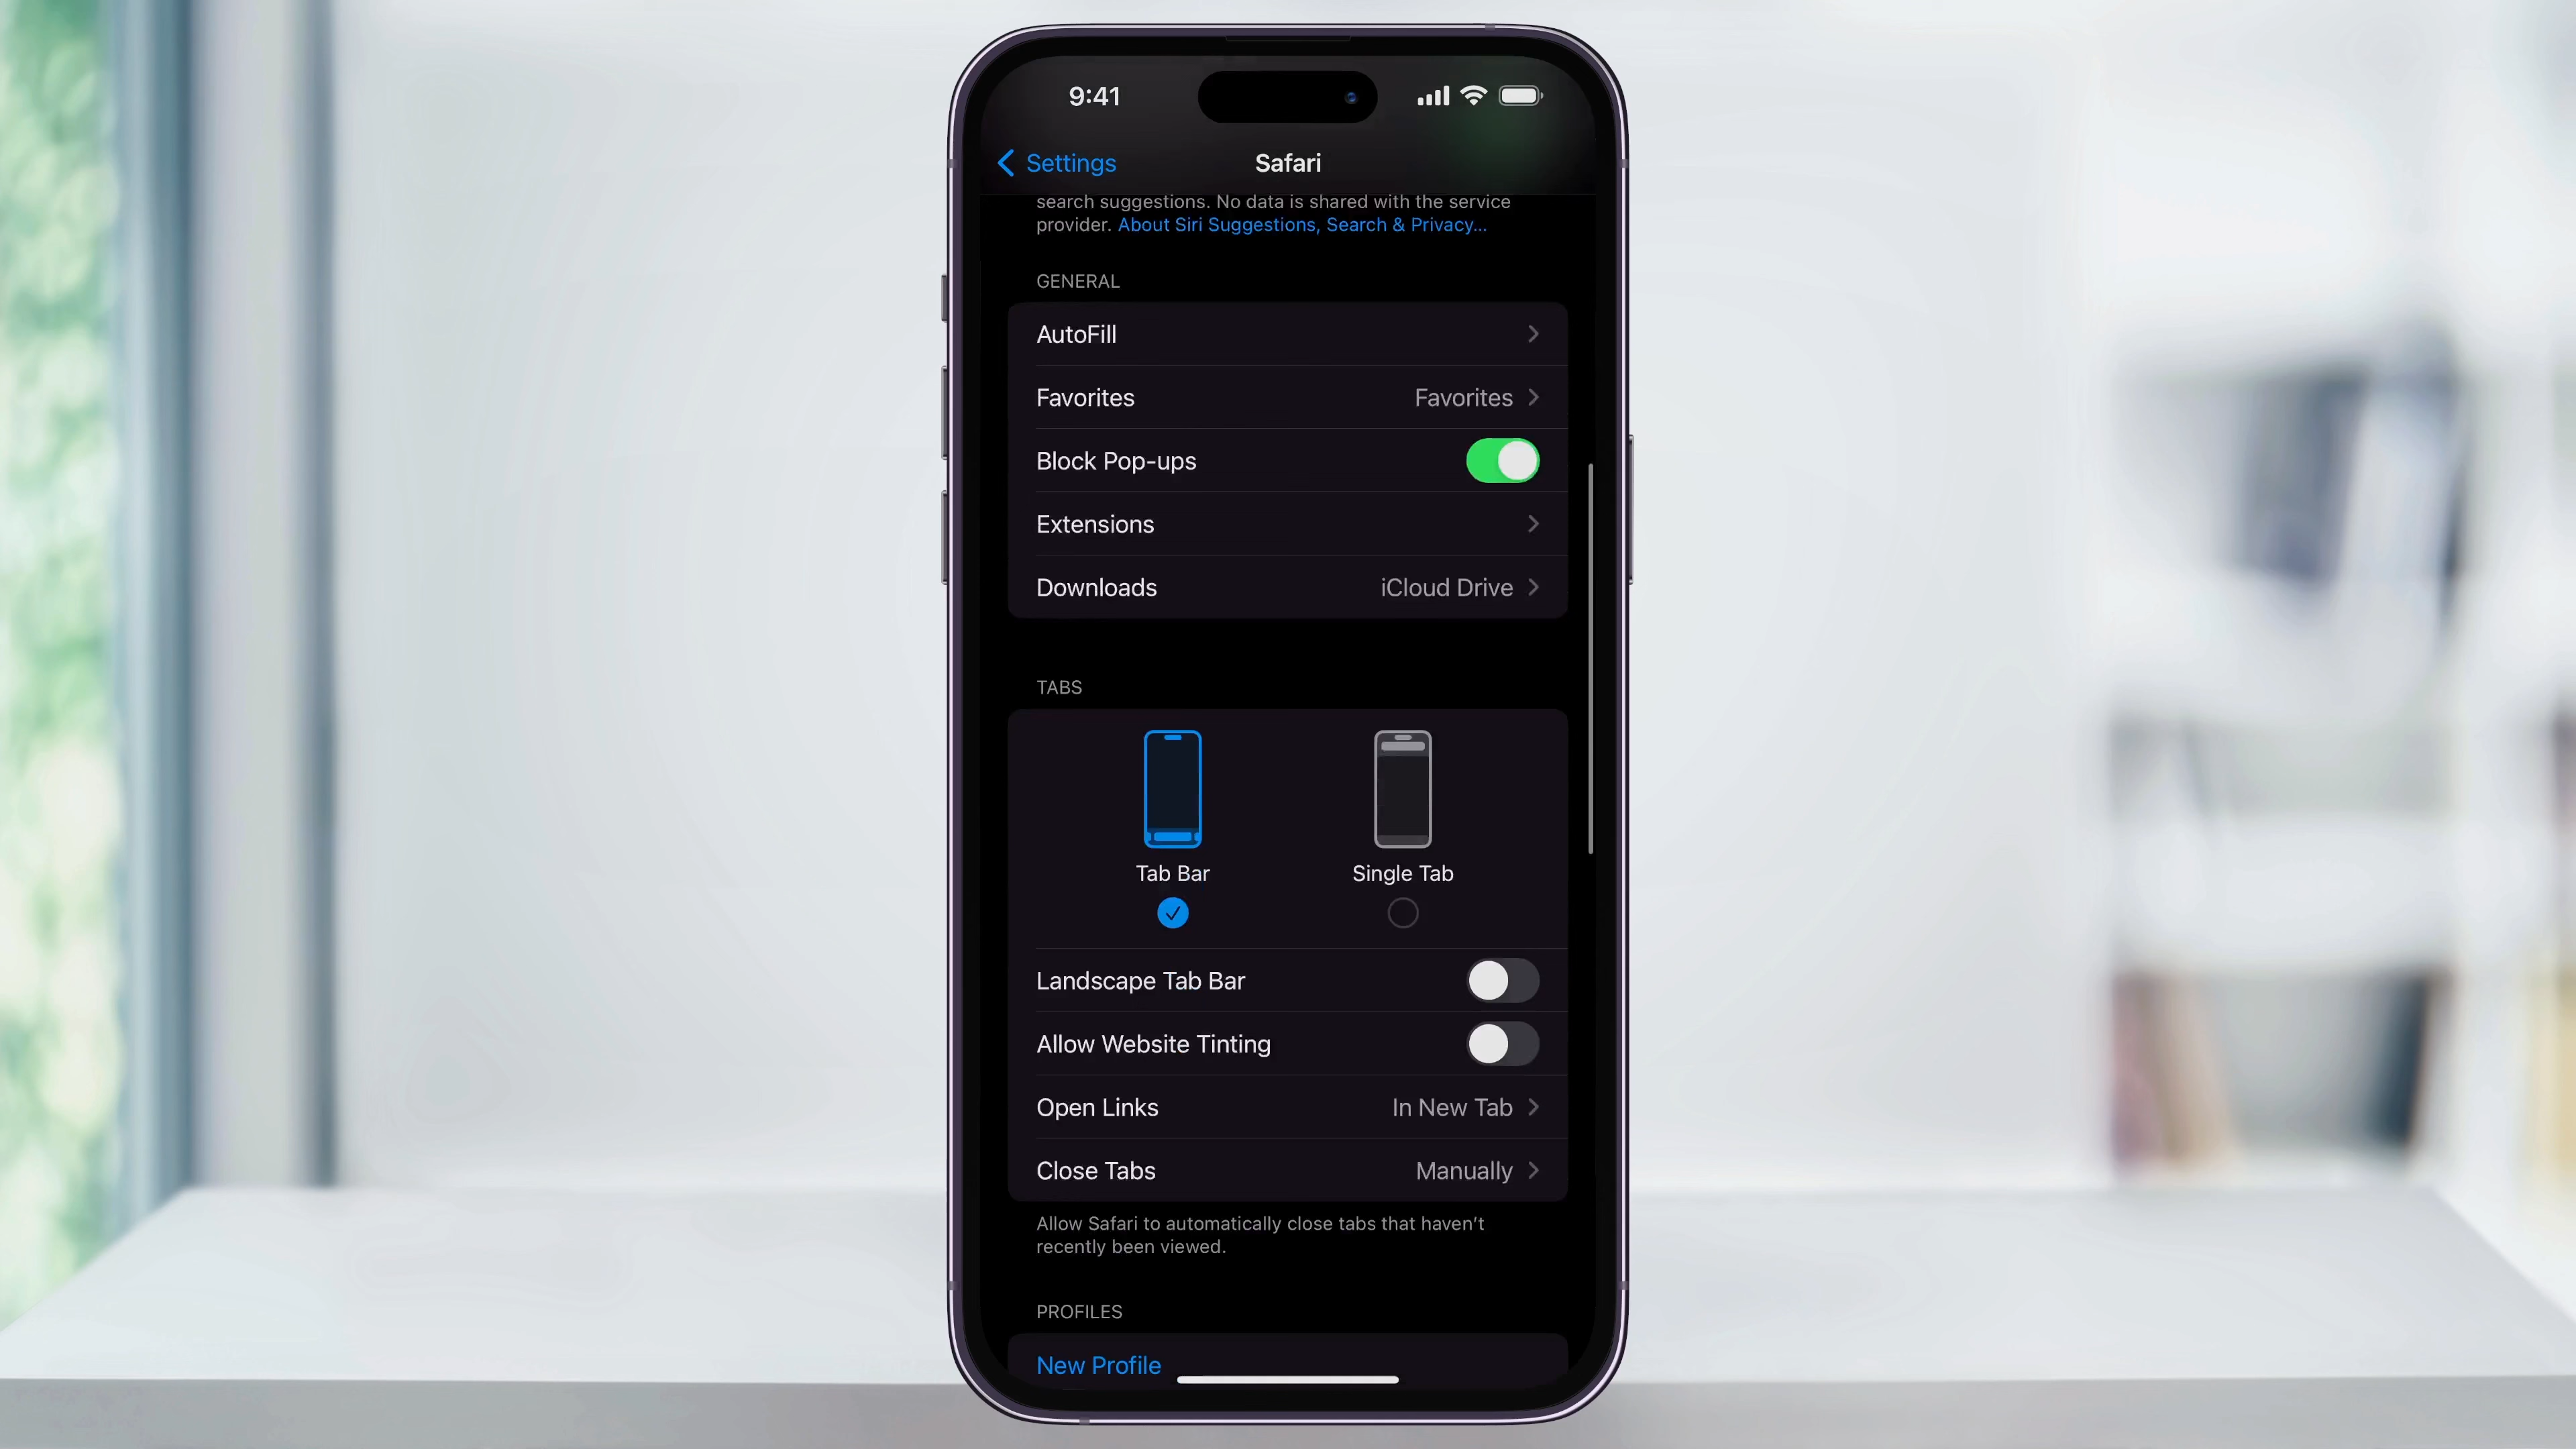 9:41
Settings
Safari
search suggestions. No data is shared with the service
provider. About Siri Suggestions, Search & Privacy...
GENERAL
AutoFill
Favorites Favorites
Block Pop-ups
Extensions
Downloads iCloud Drive
TABS
Tab Bar Single Tab
Landscape Tab Bar
Allow Website Tinting
Open Links In New Tab
Close Tabs Manually
Allow Safari to automatically close tabs that haven't
recently been viewed.
PROFILES
New Profile